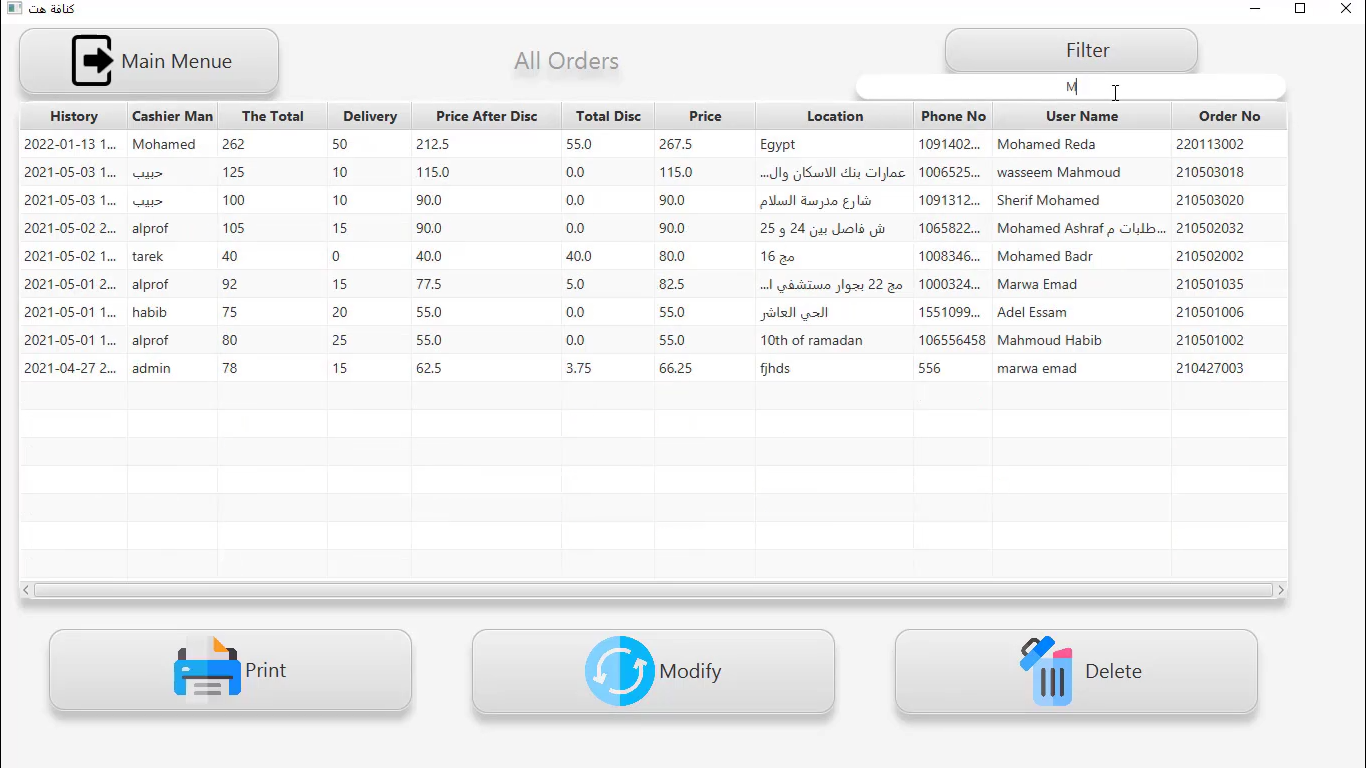 كنافة هت
Main Menue
All Orders
Filter
M
History Cashier Man The Total Delivery Price After Disc Total Disc Price Location Phone No User Name Order No
2022-01-13 1... Mohamed 262 50 212.5 55.0 267.5 Egypt 1091402... Mohamed Reda 220113002
2021-05-03 1... حبيب 125 10 115.0 0.0 115.0 عمارات بنك الاسكان وال... 1006525... wasseem Mahmoud 210503018
2021-05-03 1... حبيب 100 10 90.0 0.0 90.0 شارع مدرسة السلام 1091312... Sherif Mohamed 210503020
2021-05-02 2... alprof 105 15 90.0 0.0 90.0 ش فاصل بين 24 و 25 1065822... Mohamed Ashraf طلبات م... 210502032
2021-05-02 1... tarek 40 0 40.0 40.0 80.0 مج 16 1008346... Mohamed Badr 210502002
2021-05-01 2... alprof 92 15 77.5 5.0 82.5 مج 22 بجوار مستشفي ا... 1000324... Marwa Emad 210501035
2021-05-01 1... habib 75 20 55.0 0.0 55.0 الحي العاشر 1551099... Adel Essam 210501006
2021-05-01 1... alprof 80 25 55.0 0.0 55.0 10th of ramadan 106556458 Mahmoud Habib 210501002
2021-04-27 2... admin 78 15 62.5 3.75 66.25 fjhds 556 marwa emad 210427003
Print
Modify
Delete